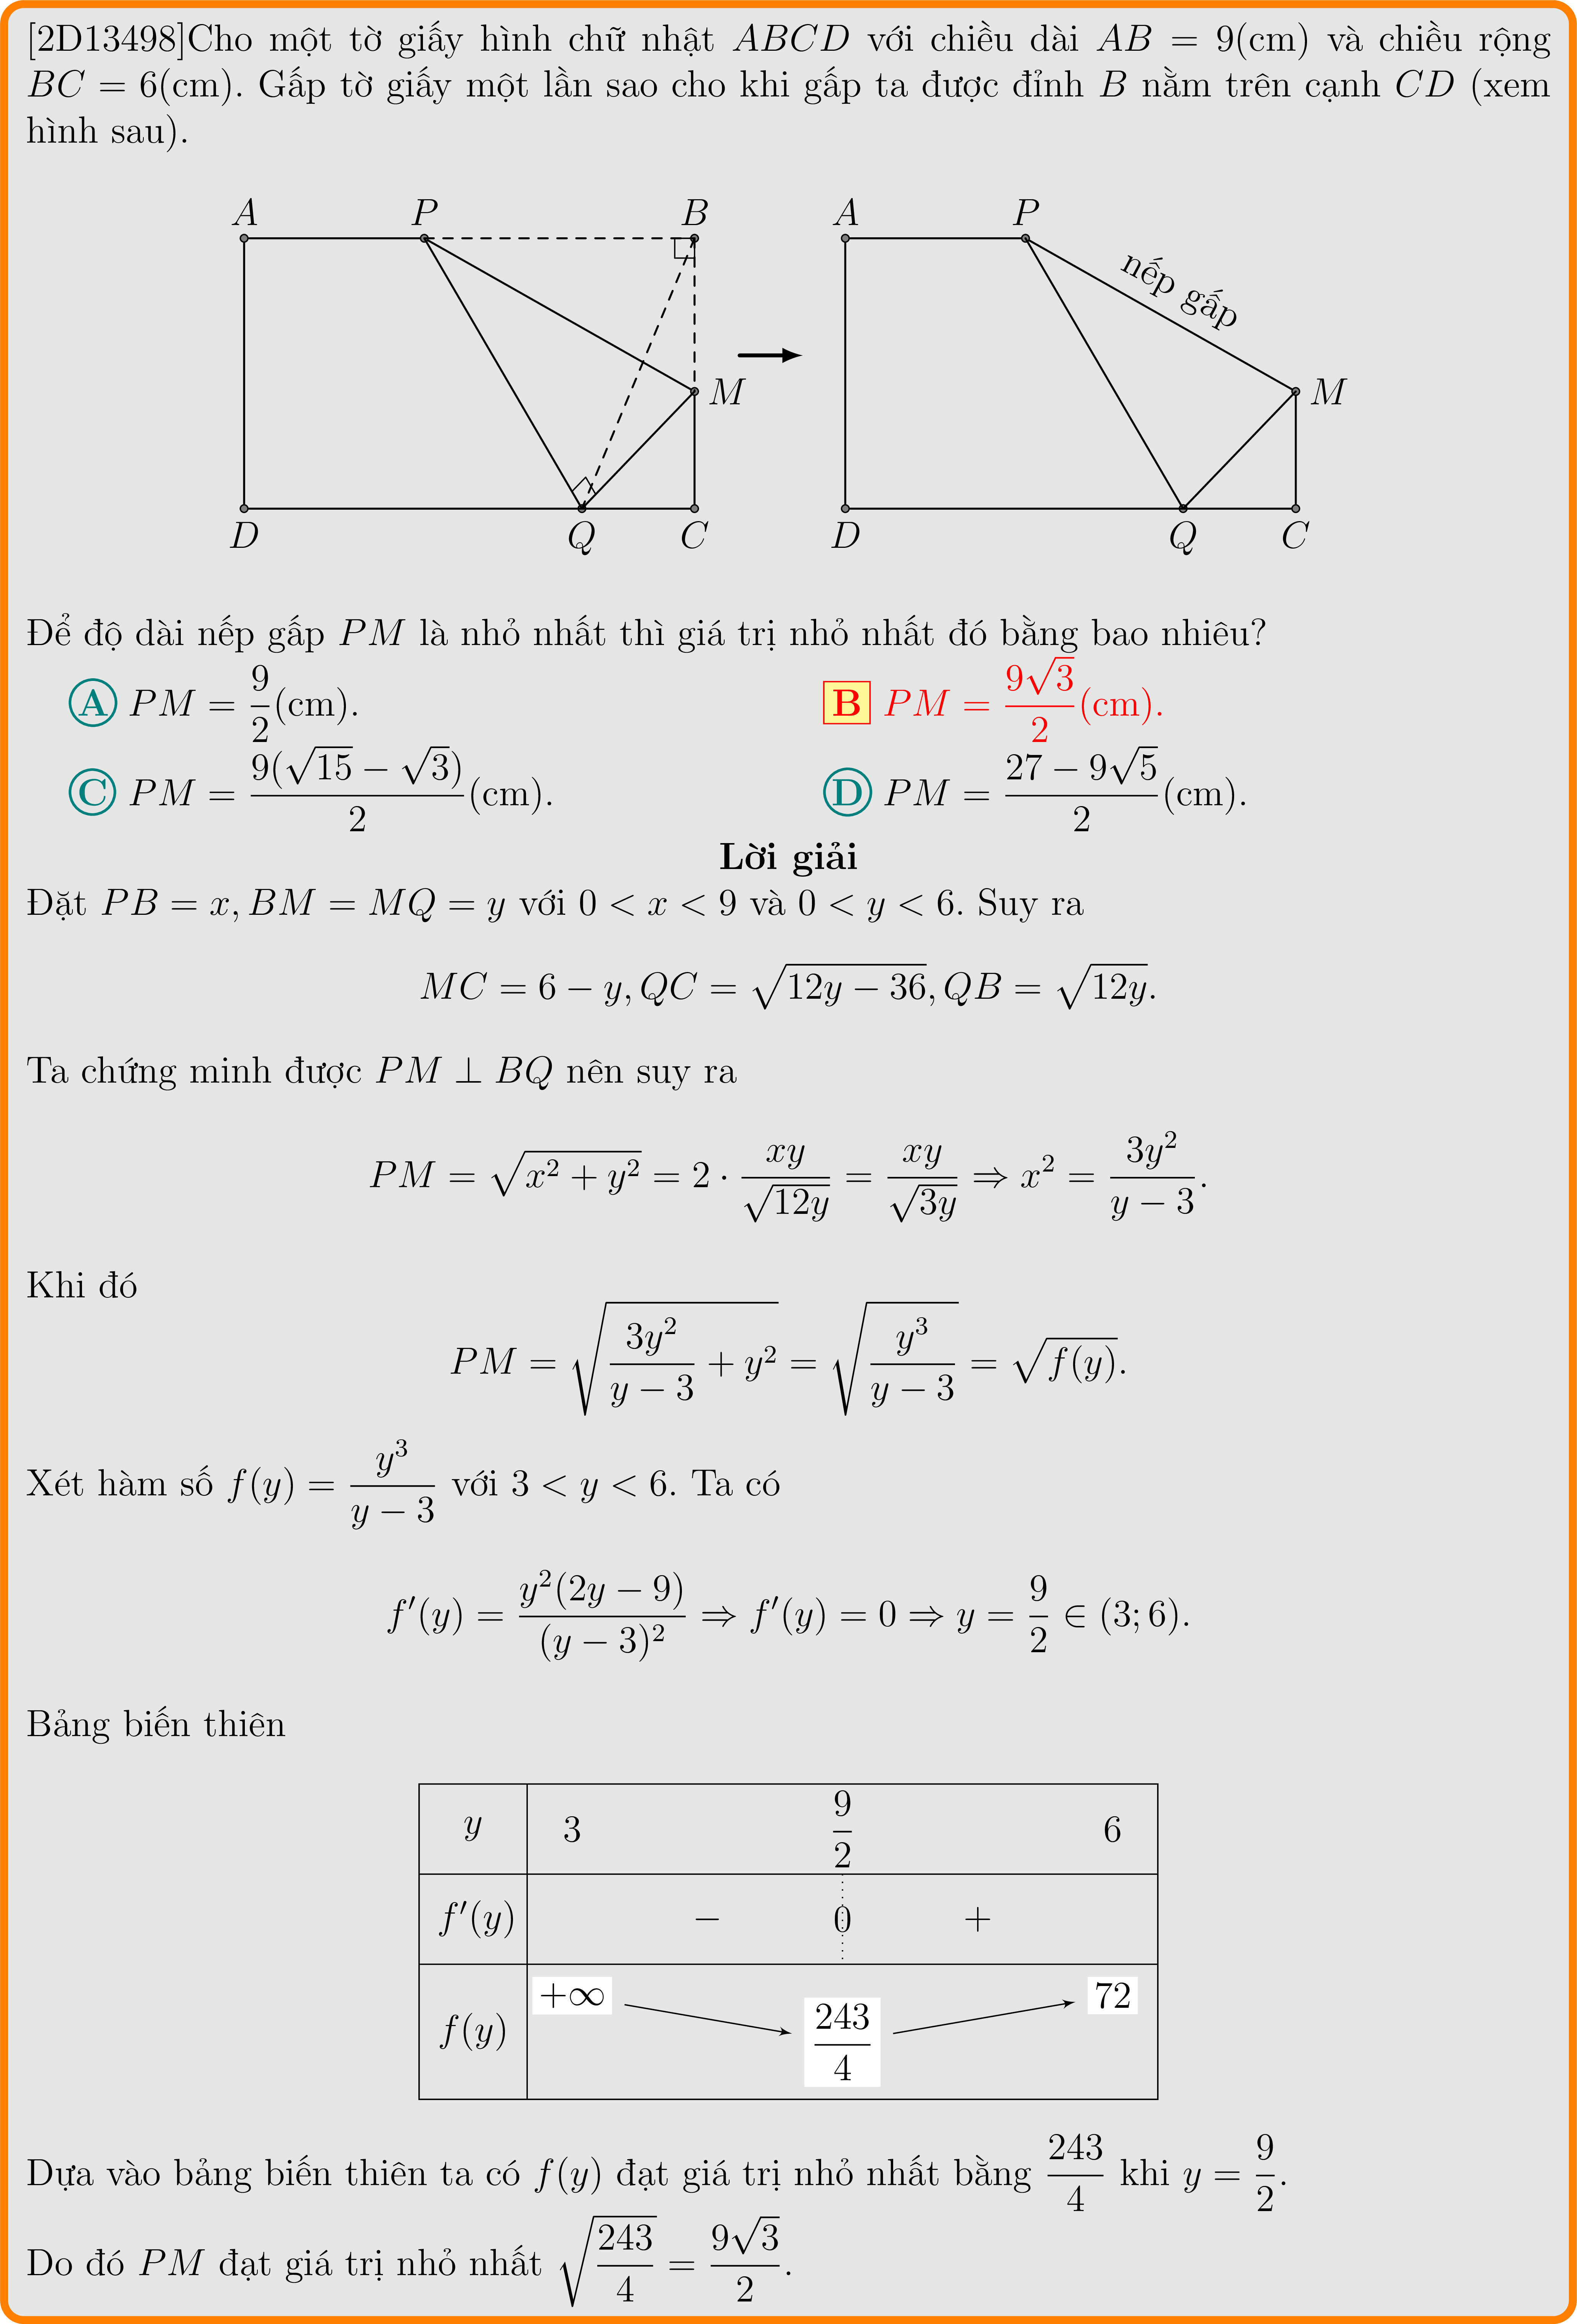 [2D13498]Cho một tờ giấy hình chữ nhật ABCD với chiều dài AB = 9(cm) và chiều rộng
BC = 6(cm). Gấp tờ giấy một lần sao cho khi gấp ta được đỉnh B nằm trên cạnh CD (xem
hình sau).
A P B A P
nếp gấp
M M
D Q C D Q C
Để độ dài nếp gấp PM là nhỏ nhất thì giá trị nhỏ nhất đó bằng bao nhiêu?
A PM = \frac{9}{2}(cm). B PM = \frac{9\sqrt{3}}{2}(cm).
C PM = \frac{9(\sqrt{15} − \sqrt{3})}{2}(cm). D PM = \frac{27 − 9\sqrt{5}}{2}(cm).
Lời giải
Đặt PB = x, BM = MQ = y với 0 < x < 9 và 0 < y < 6. Suy ra
MC = 6 − y, QC = \sqrt{12y − 36}, QB = \sqrt{12y}.
Ta chứng minh được PM ⊥ BQ nên suy ra
PM = \sqrt{x^2 + y^2} = 2 · \frac{xy}{\sqrt{12y}} = \frac{xy}{\sqrt{3y}} ⇒ x^2 = \frac{3y^2}{y − 3}.
Khi đó
PM = \sqrt{\frac{3y^2}{y − 3} + y^2} = \sqrt{\frac{y^3}{y − 3}} = \sqrt{f(y)}.
Xét hàm số f(y) = \frac{y^3}{y − 3} với 3 < y < 6. Ta có
f′(y) = \frac{y^2(2y − 9)}{(y − 3)^2} ⇒ f′(y) = 0 ⇒ y = \frac{9}{2} ∈ (3; 6).
Bảng biến thiên
y 3 \frac{9}{2} 6
f′(y) − 0 +
f(y) +∞ \frac{243}{4} 72
Dựa vào bảng biến thiên ta có f(y) đạt giá trị nhỏ nhất bằng \frac{243}{4} khi y = \frac{9}{2}.
Do đó PM đạt giá trị nhỏ nhất \sqrt{\frac{243}{4}} = \frac{9\sqrt{3}}{2}.